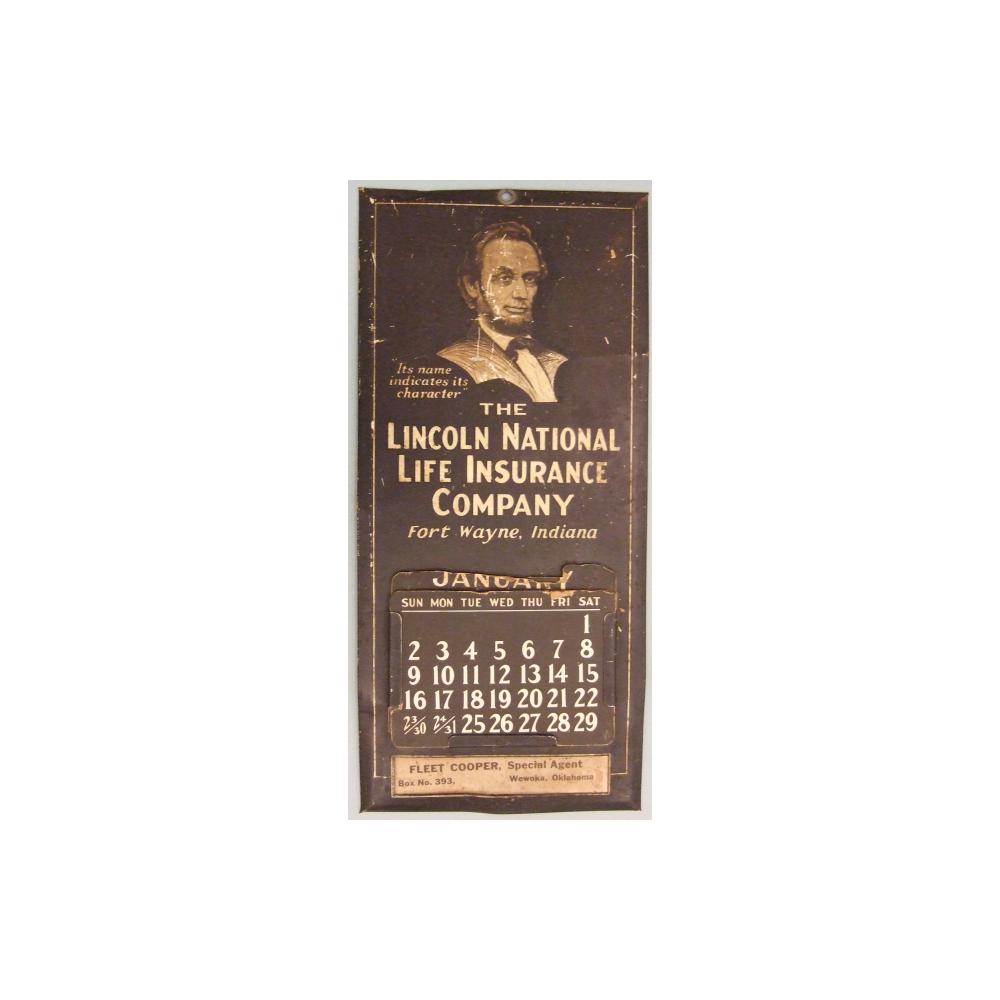 "Its name
indicates its
character"
THE
LINCOLN NATIONAL
LIFE INSURANCE
COMPANY
Fort Wayne, Indiana
JANUARY
SUN MON TUE WED THU FRI SAT
1
2 3 4 5 6 7 8
9 10 11 12 13 14 15
16 17 18 19 20 21 22
23/30 24/31 25 26 27 28 29
FLEET COOPER, Special Agent
Box No. 393, Wewoka, Oklahoma